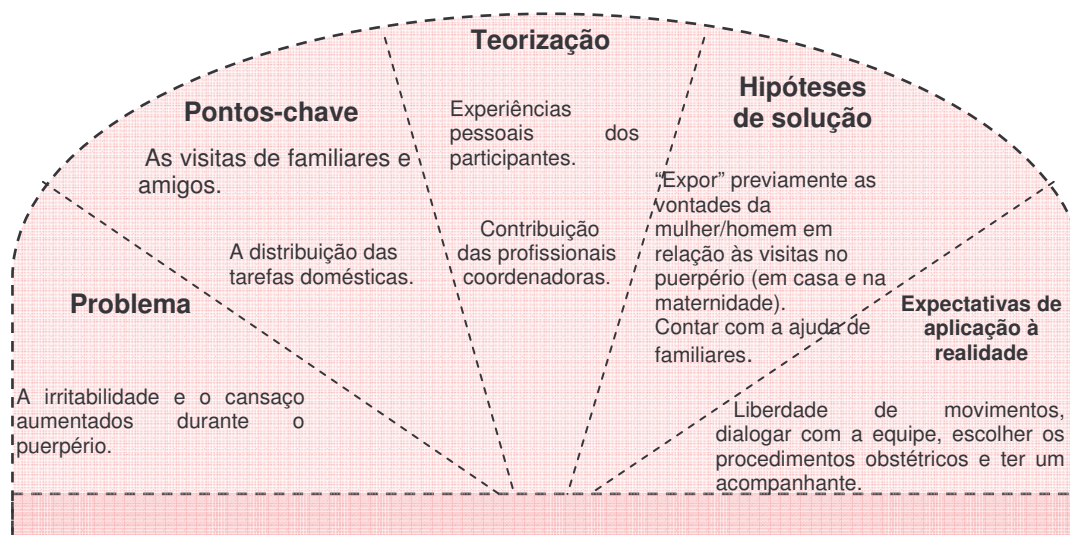 Problema
A irritabilidade e o cansaço
aumentados durante o
puerpério.
Pontos-chave
As visitas de familiares e
amigos.
A distribuição das
tarefas domésticas.
Teorização
Experiências
pessoais dos
participantes.
Contribuição
das profissionais
coordenadoras.
Hipóteses
de solução
“Expor” previamente as
vontades da
mulher/homem em
relação às visitas no
puerpério (em casa e na
maternidade).
Contar com a ajuda de
familiares.
Expectativas de
aplicação à
realidade
Liberdade de movimentos,
dialogar com a equipe, escolher os
procedimentos obstétricos e ter um
acompanhante.